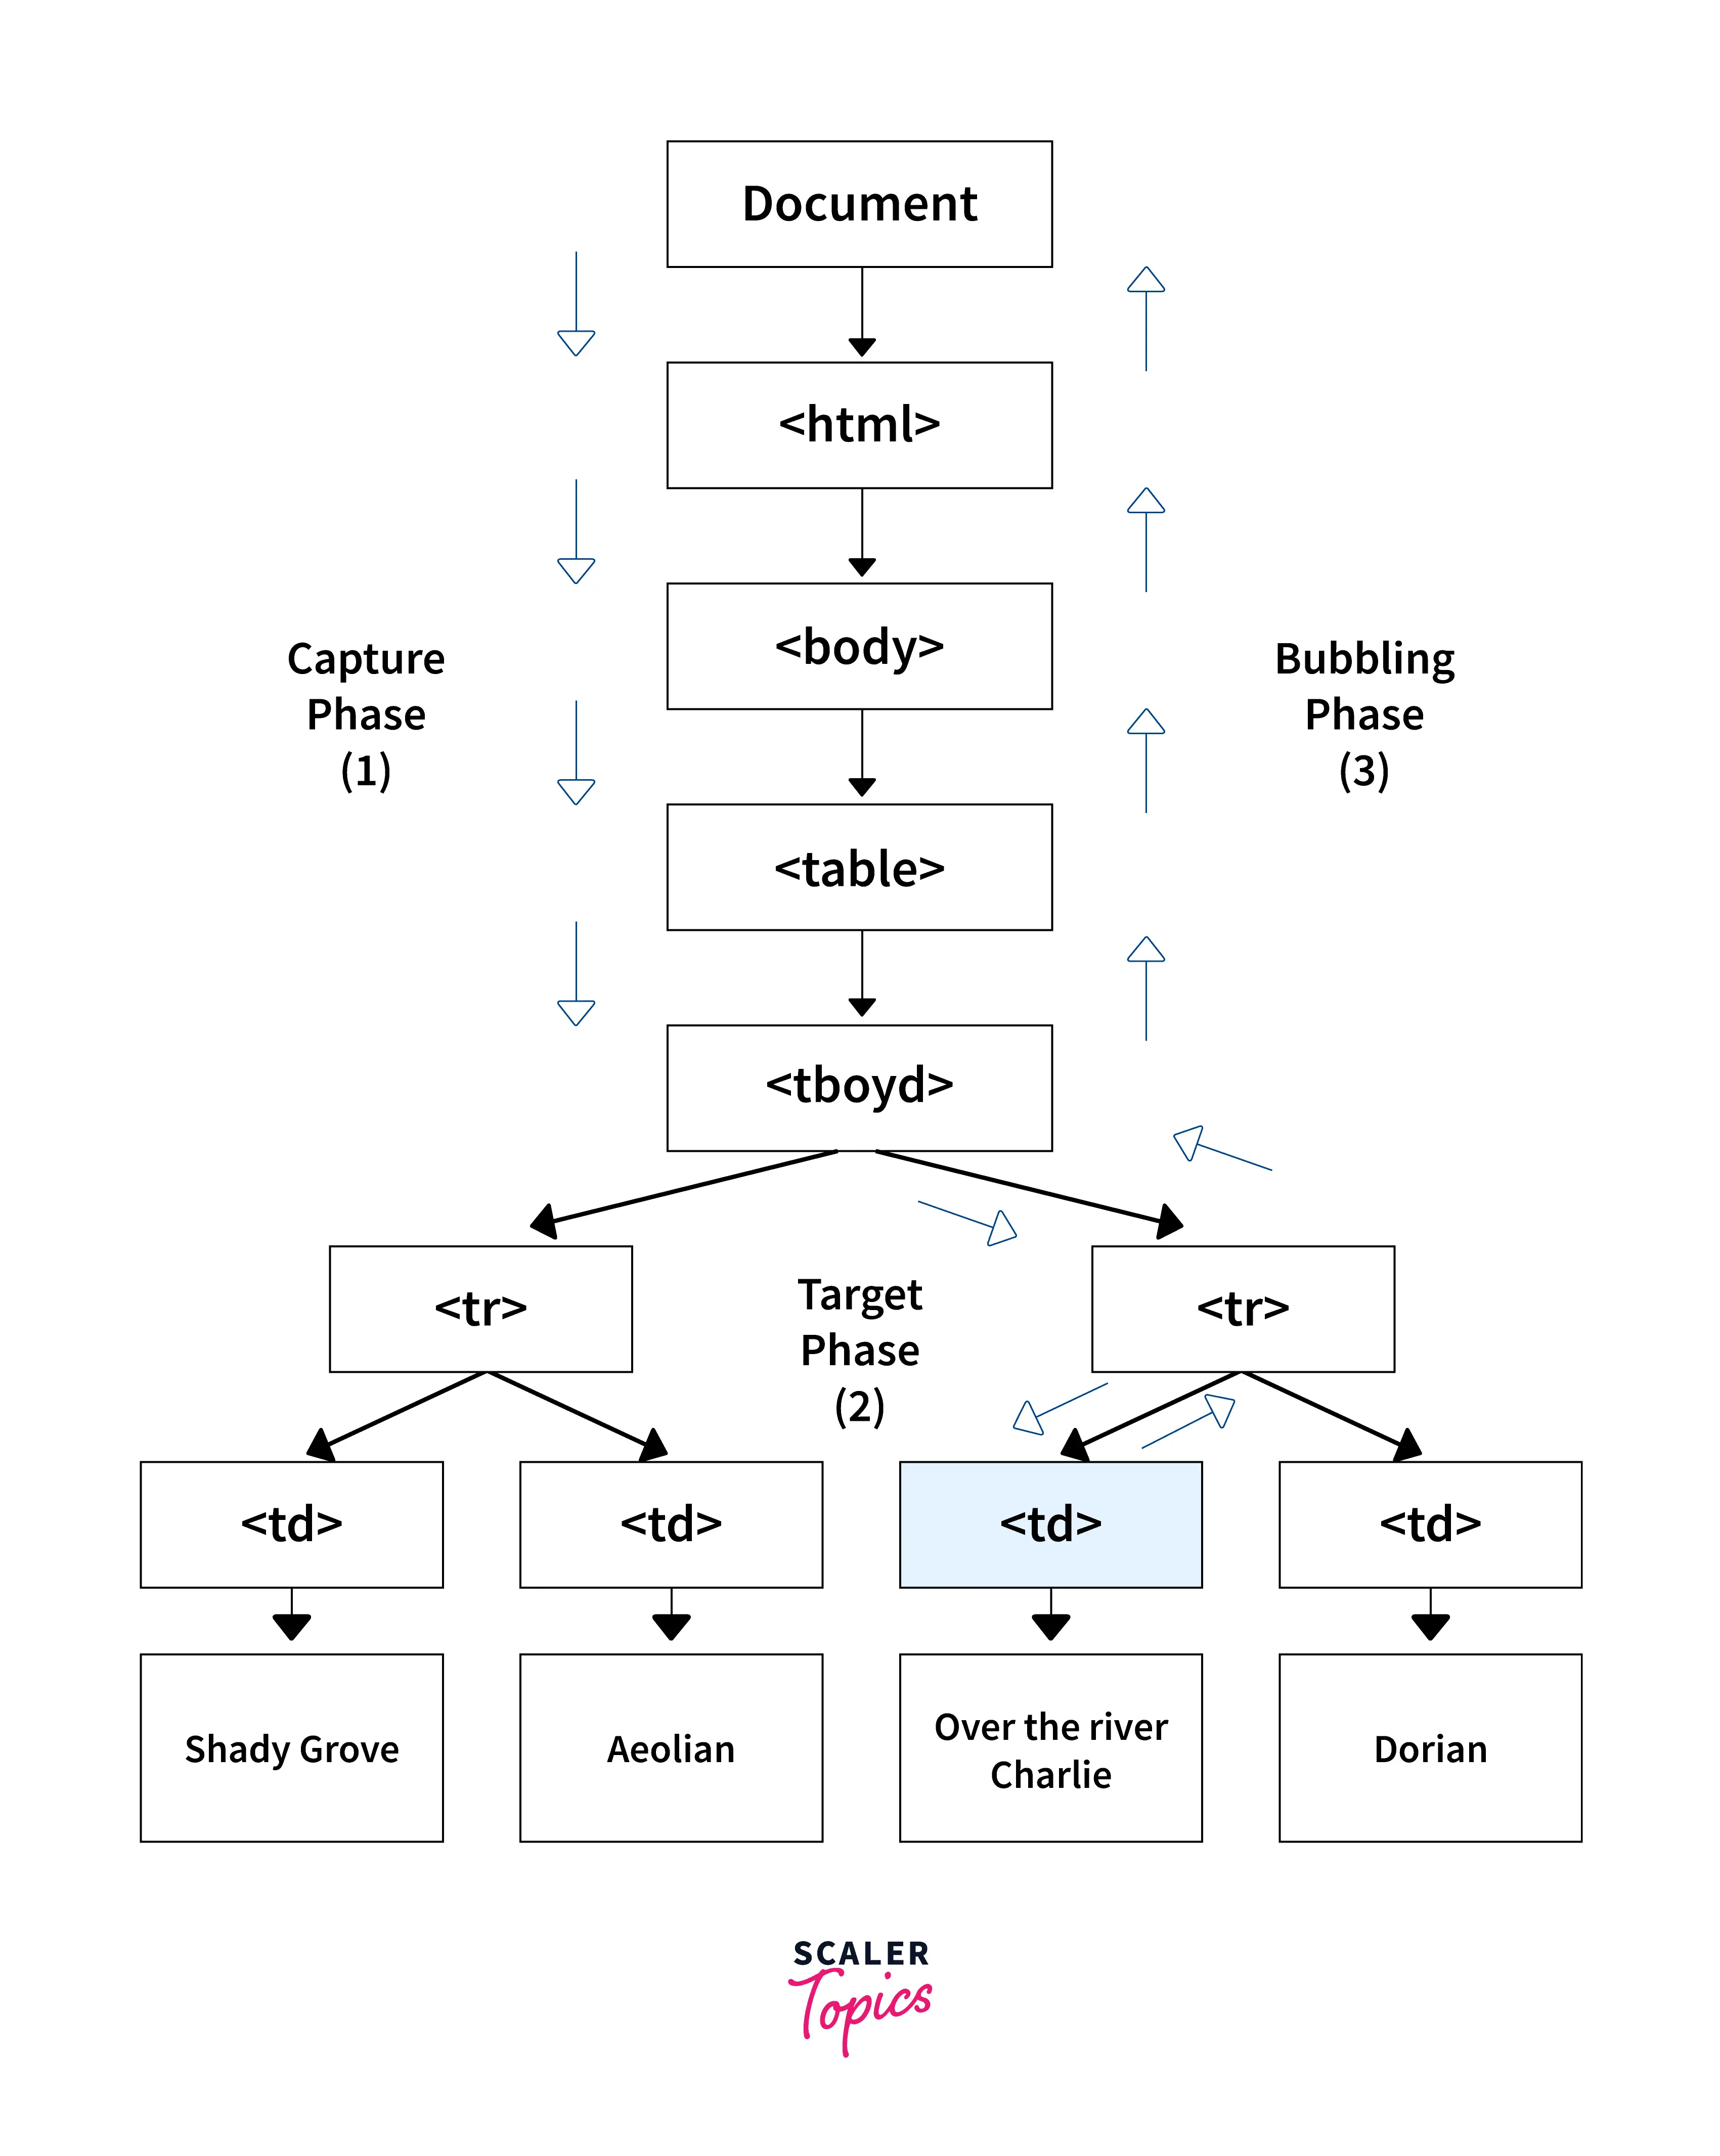 Document
<html>
<body>
Capture
Phase
(1)
Bubbling
Phase
(3)
<table>
<tboyd>
<tr>
Target
Phase
(2)
<tr>
<td>
<td>
<td>
<td>
Shady Grove
Aeolian
Over the river
Charlie
Dorian
SCALER
Topics